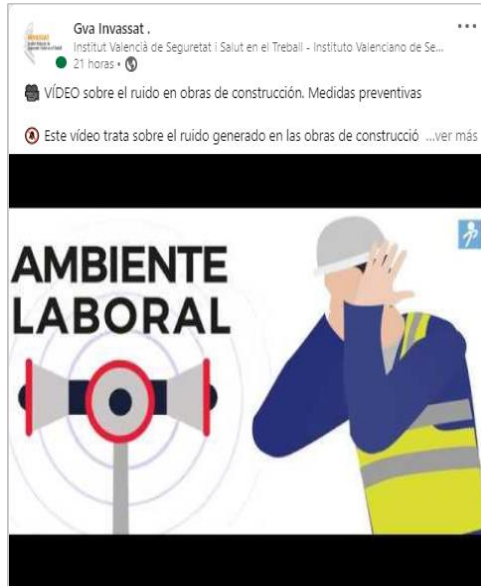 Gva Invassat .
Institut Valencià de Seguretat i Salut en el Treball - Instituto Valenciano de Se...
21 horas •
VÍDEO sobre el ruido en obras de construcción. Medidas preventivas
Este vídeo trata sobre el ruido generado en las obras de construcció ...ver más
AMBIENTE
LABORAL